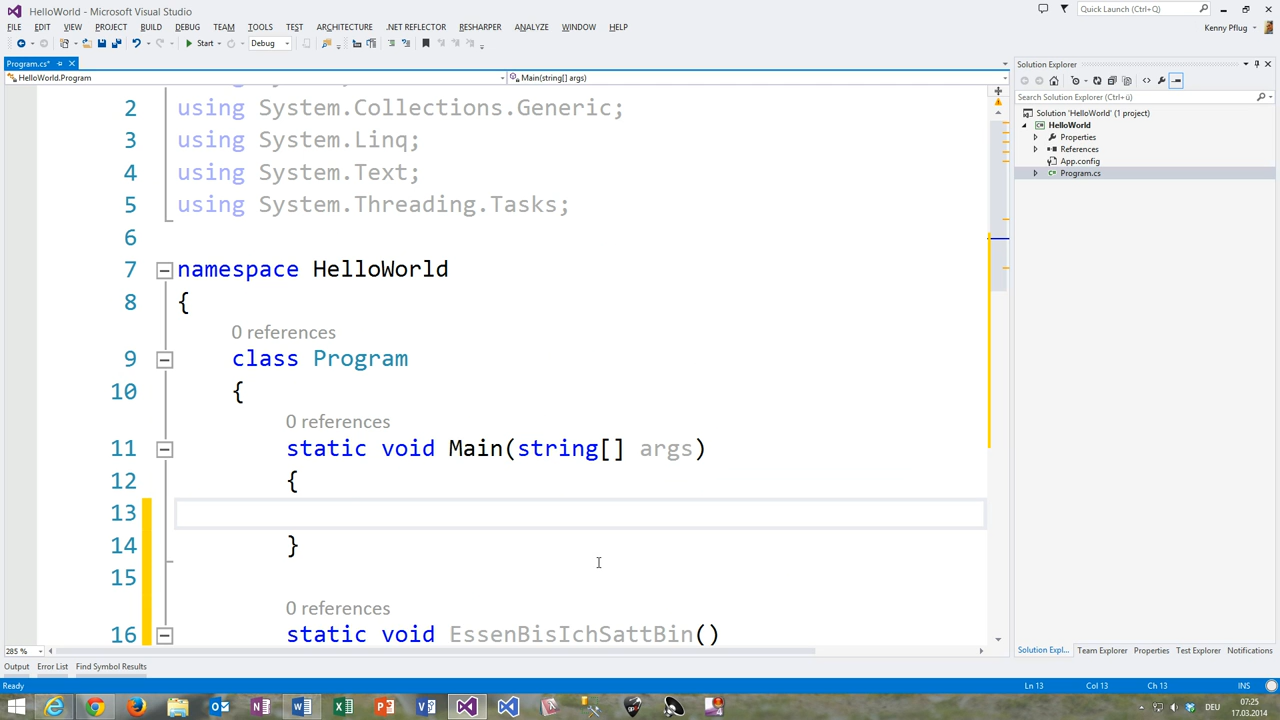 HelloWorld - Microsoft Visual Studio
Quick Launch (Ctrl+Q)
FILE EDIT VIEW PROJECT BUILD DEBUG TEAM TOOLS TEST ARCHITECTURE .NET REFLECTOR RESHARPER ANALYZE WINDOW HELP
Kenny Pflug
Start Debug
Program.cs*
HelloWorld.Program
Main(string[] args)
2 using System.Collections.Generic;
3 using System.Linq;
4 using System.Text;
5 using System.Threading.Tasks;
6
7 namespace HelloWorld
8 {
0 references
9 class Program
10 {
0 references
11 static void Main(string[] args)
12 {
13
14 }
15
0 references
16 static void EssenBisIchSattBin()
285 %
Solution Explorer
Search Solution Explorer (Ctrl+ü)
Solution 'HelloWorld' (1 project)
HelloWorld
Properties
References
App.config
Program.cs
Solution Expl... Team Explorer Properties Test Explorer Notifications
Output Error List Find Symbol Results
Ready Ln 13 Col 13 Ch 13 INS
DEU
07:25
17.03.2014